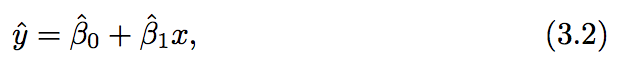 ŷ = β̂₀ + β̂₁x, (3.2)